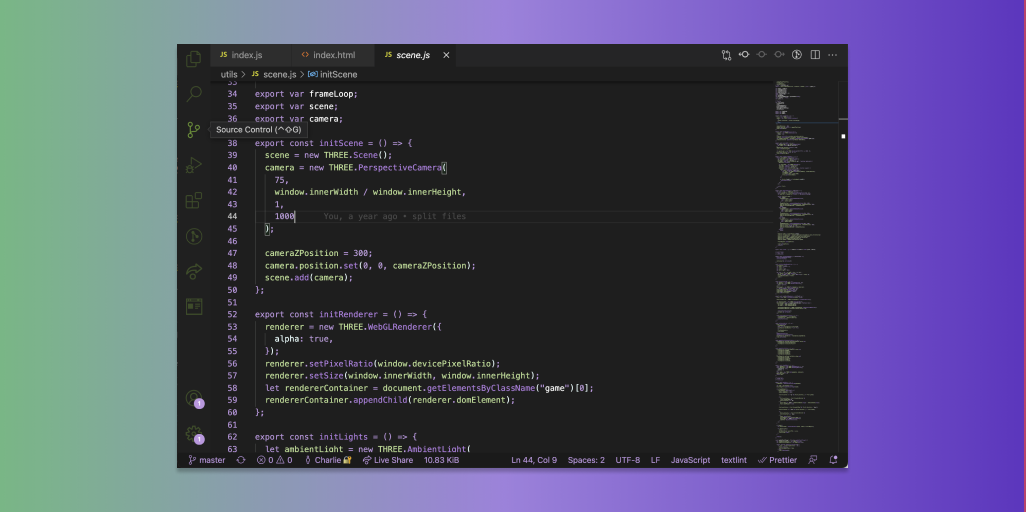 JS index.js
<> index.html
JS scene.js
utils > JS scene.js > initScene
33
34 export var frameLoop;
35 export var scene;
36 export var camera;
Source Control (^⇧G)
38 export const initScene = () => {
39 scene = new THREE.Scene();
40 camera = new THREE.PerspectiveCamera(
41 75,
42 window.innerWidth / window.innerHeight,
43 1,
44 1000 You, a year ago • split files
45 );
46
47 cameraZPosition = 300;
48 camera.position.set(0, 0, cameraZPosition);
49 scene.add(camera);
50 };
51
52 export const initRenderer = () => {
53 renderer = new THREE.WebGLRenderer({
54 alpha: true,
55 });
56 renderer.setPixelRatio(window.devicePixelRatio);
57 renderer.setSize(window.innerWidth, window.innerHeight);
58 let rendererContainer = document.getElementsByClassName("game")[0];
59 rendererContainer.appendChild(renderer.domElement);
60 };
61
62 export const initLights = () => {
63 let ambientLight = new THREE.AmbientLight(
1
1
master 0 0 Charlie Live Share 10.83 KiB Ln 44, Col 9 Spaces: 2 UTF-8 LF JavaScript textlint Prettier